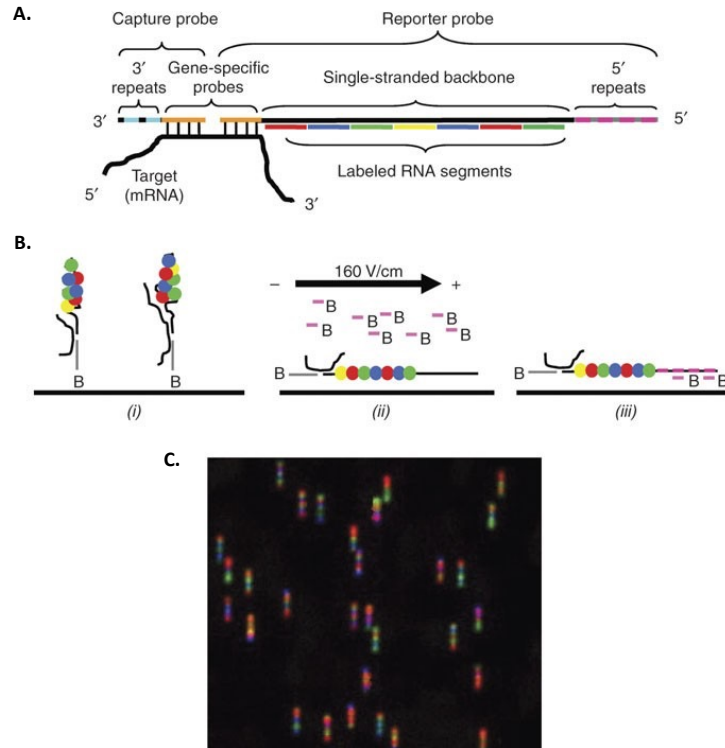 A.
Capture probe
Reporter probe
3′ repeats
Gene-specific probes
Single-stranded backbone
5′ repeats
3′
5′
Target (mRNA)
Labeled RNA segments
5′
3′
B.
− 160 V/cm +
B
B
B
B
B
B
B
B
B
B
B
B
B B
(i)
(ii)
(iii)
C.